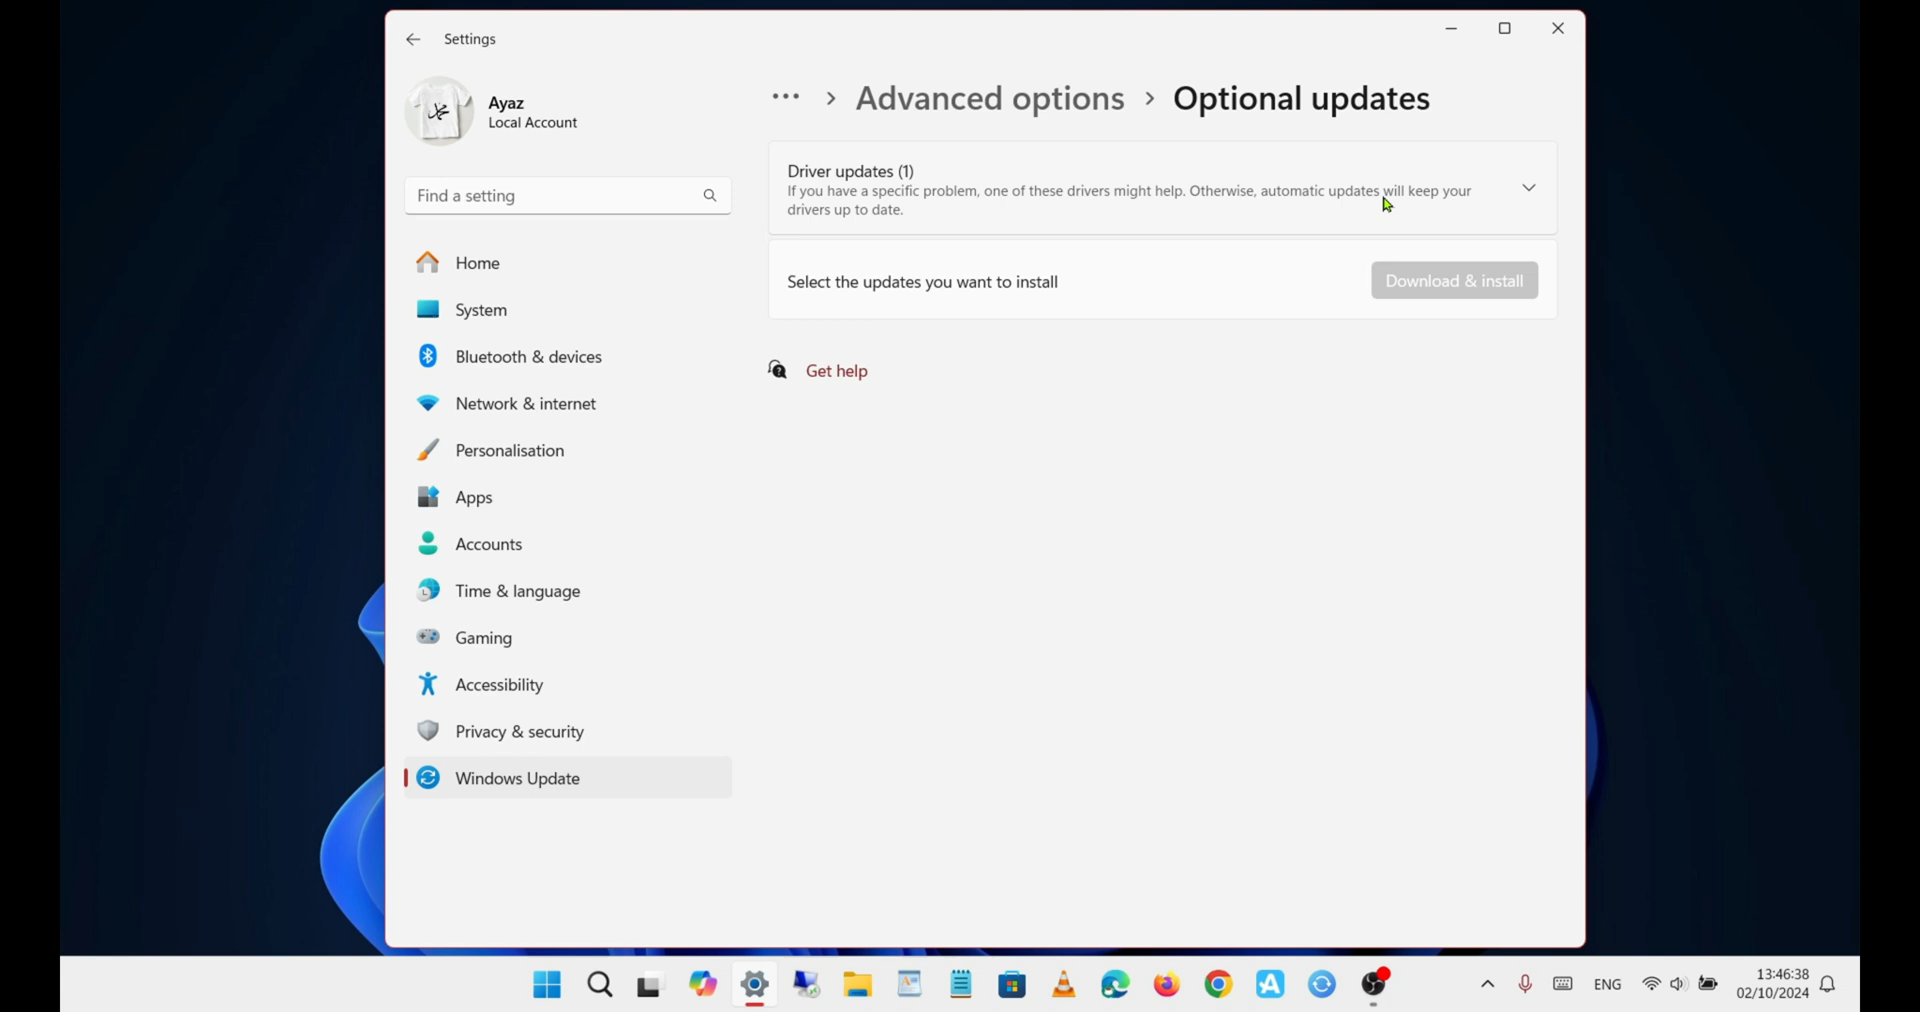 Settings
Ayaz
Local Account
Find a setting
Home
System
Bluetooth & devices
Network & internet
Personalisation
Apps
Accounts
Time & language
Gaming
Accessibility
Privacy & security
Windows Update
Advanced options > Optional updates
Driver updates (1)
If you have a specific problem, one of these drivers might help. Otherwise, automatic updates will keep your
drivers up to date.
Select the updates you want to install
Download & install
Get help
ENG
13:46:38
02/10/2024